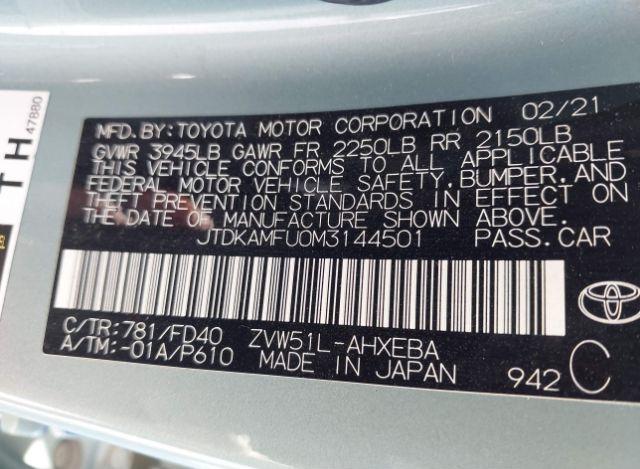 MFD. BY: TOYOTA MOTOR CORPORATION 02/21
GVWR 3945LB GAWR FR 2250LB RR 2150LB
THIS VEHICLE CONFORMS TO ALL APPLICABLE
FEDERAL MOTOR VEHICLE SAFETY, BUMPER, AND
THEFT PREVENTION STANDARDS IN EFFECT ON
THE DATE OF MANUFACTURE SHOWN ABOVE.
JTDKAMFU0M3144501 PASS.CAR
C/TR: 781/FD40 ZVW51L-AHXEBA
A/TM: -01A/P610 MADE IN JAPAN
942 C
TH
47880